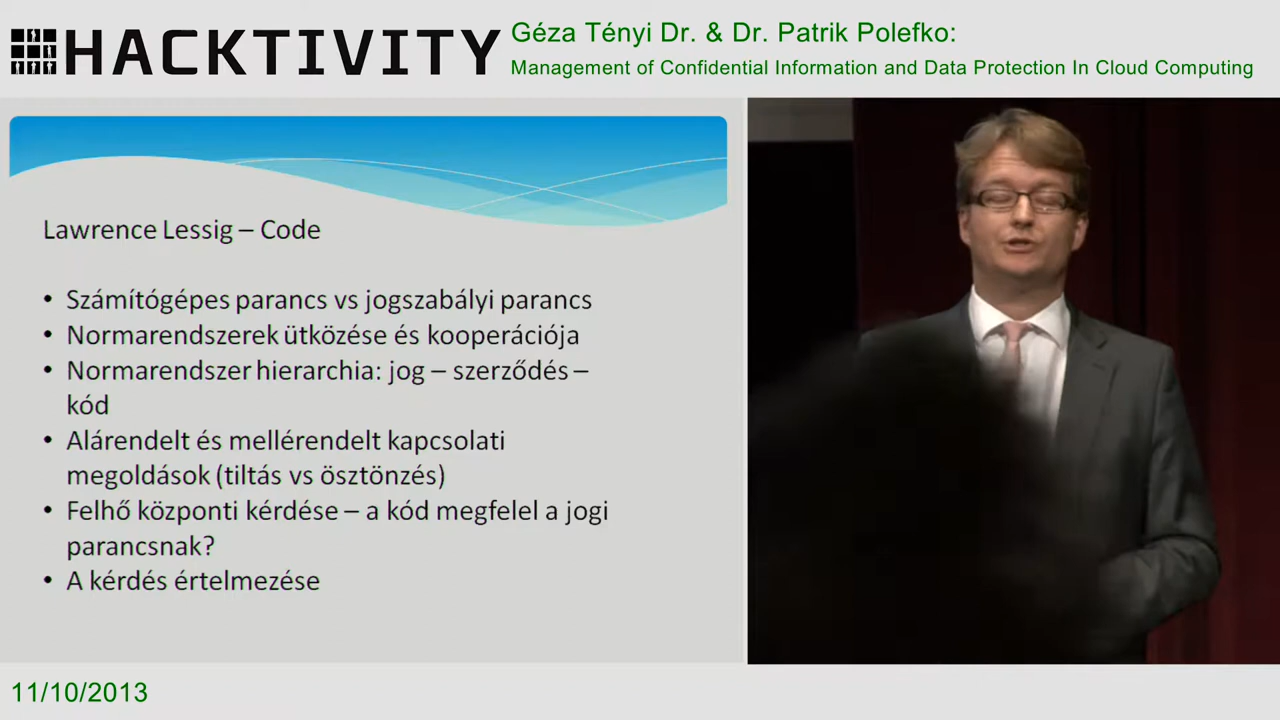 HACKTIVITY
Géza Tényi Dr. & Dr. Patrik Polefko:
Management of Confidential Information and Data Protection In Cloud Computing
Lawrence Lessig – Code
• Számítógépes parancs vs jogszabályi parancs
• Normarendszerek ütközése és kooperációja
• Normarendszer hierarchia: jog – szerződés –
kód
• Alárendelt és mellérendelt kapcsolati
megoldások (tiltás vs ösztönzés)
• Felhő központi kérdése – a kód megfelel a jogi
parancsnak?
• A kérdés értelmezése
11/10/2013